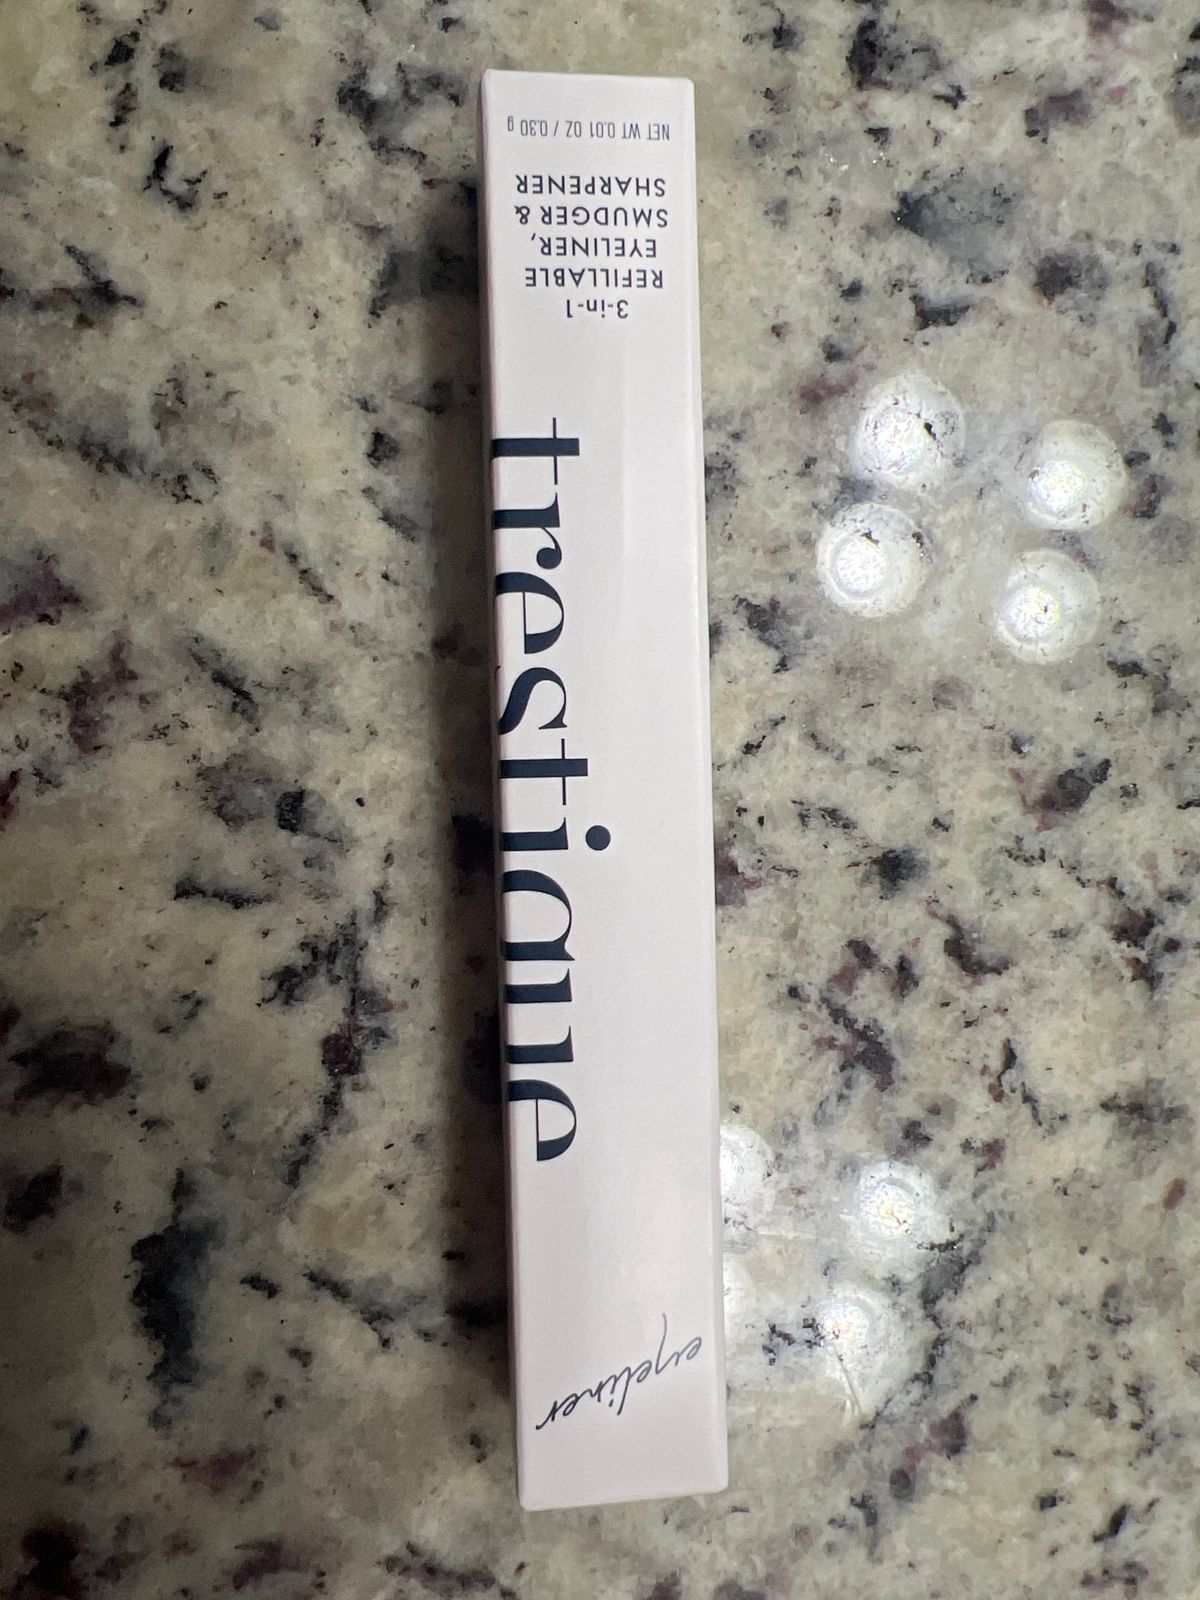 eyeliner
trestique
3-in-1
REFILLABLE
EYELINER,
SMUDGER &
SHARPENER
NET WT 0.01 OZ / 0.30 g